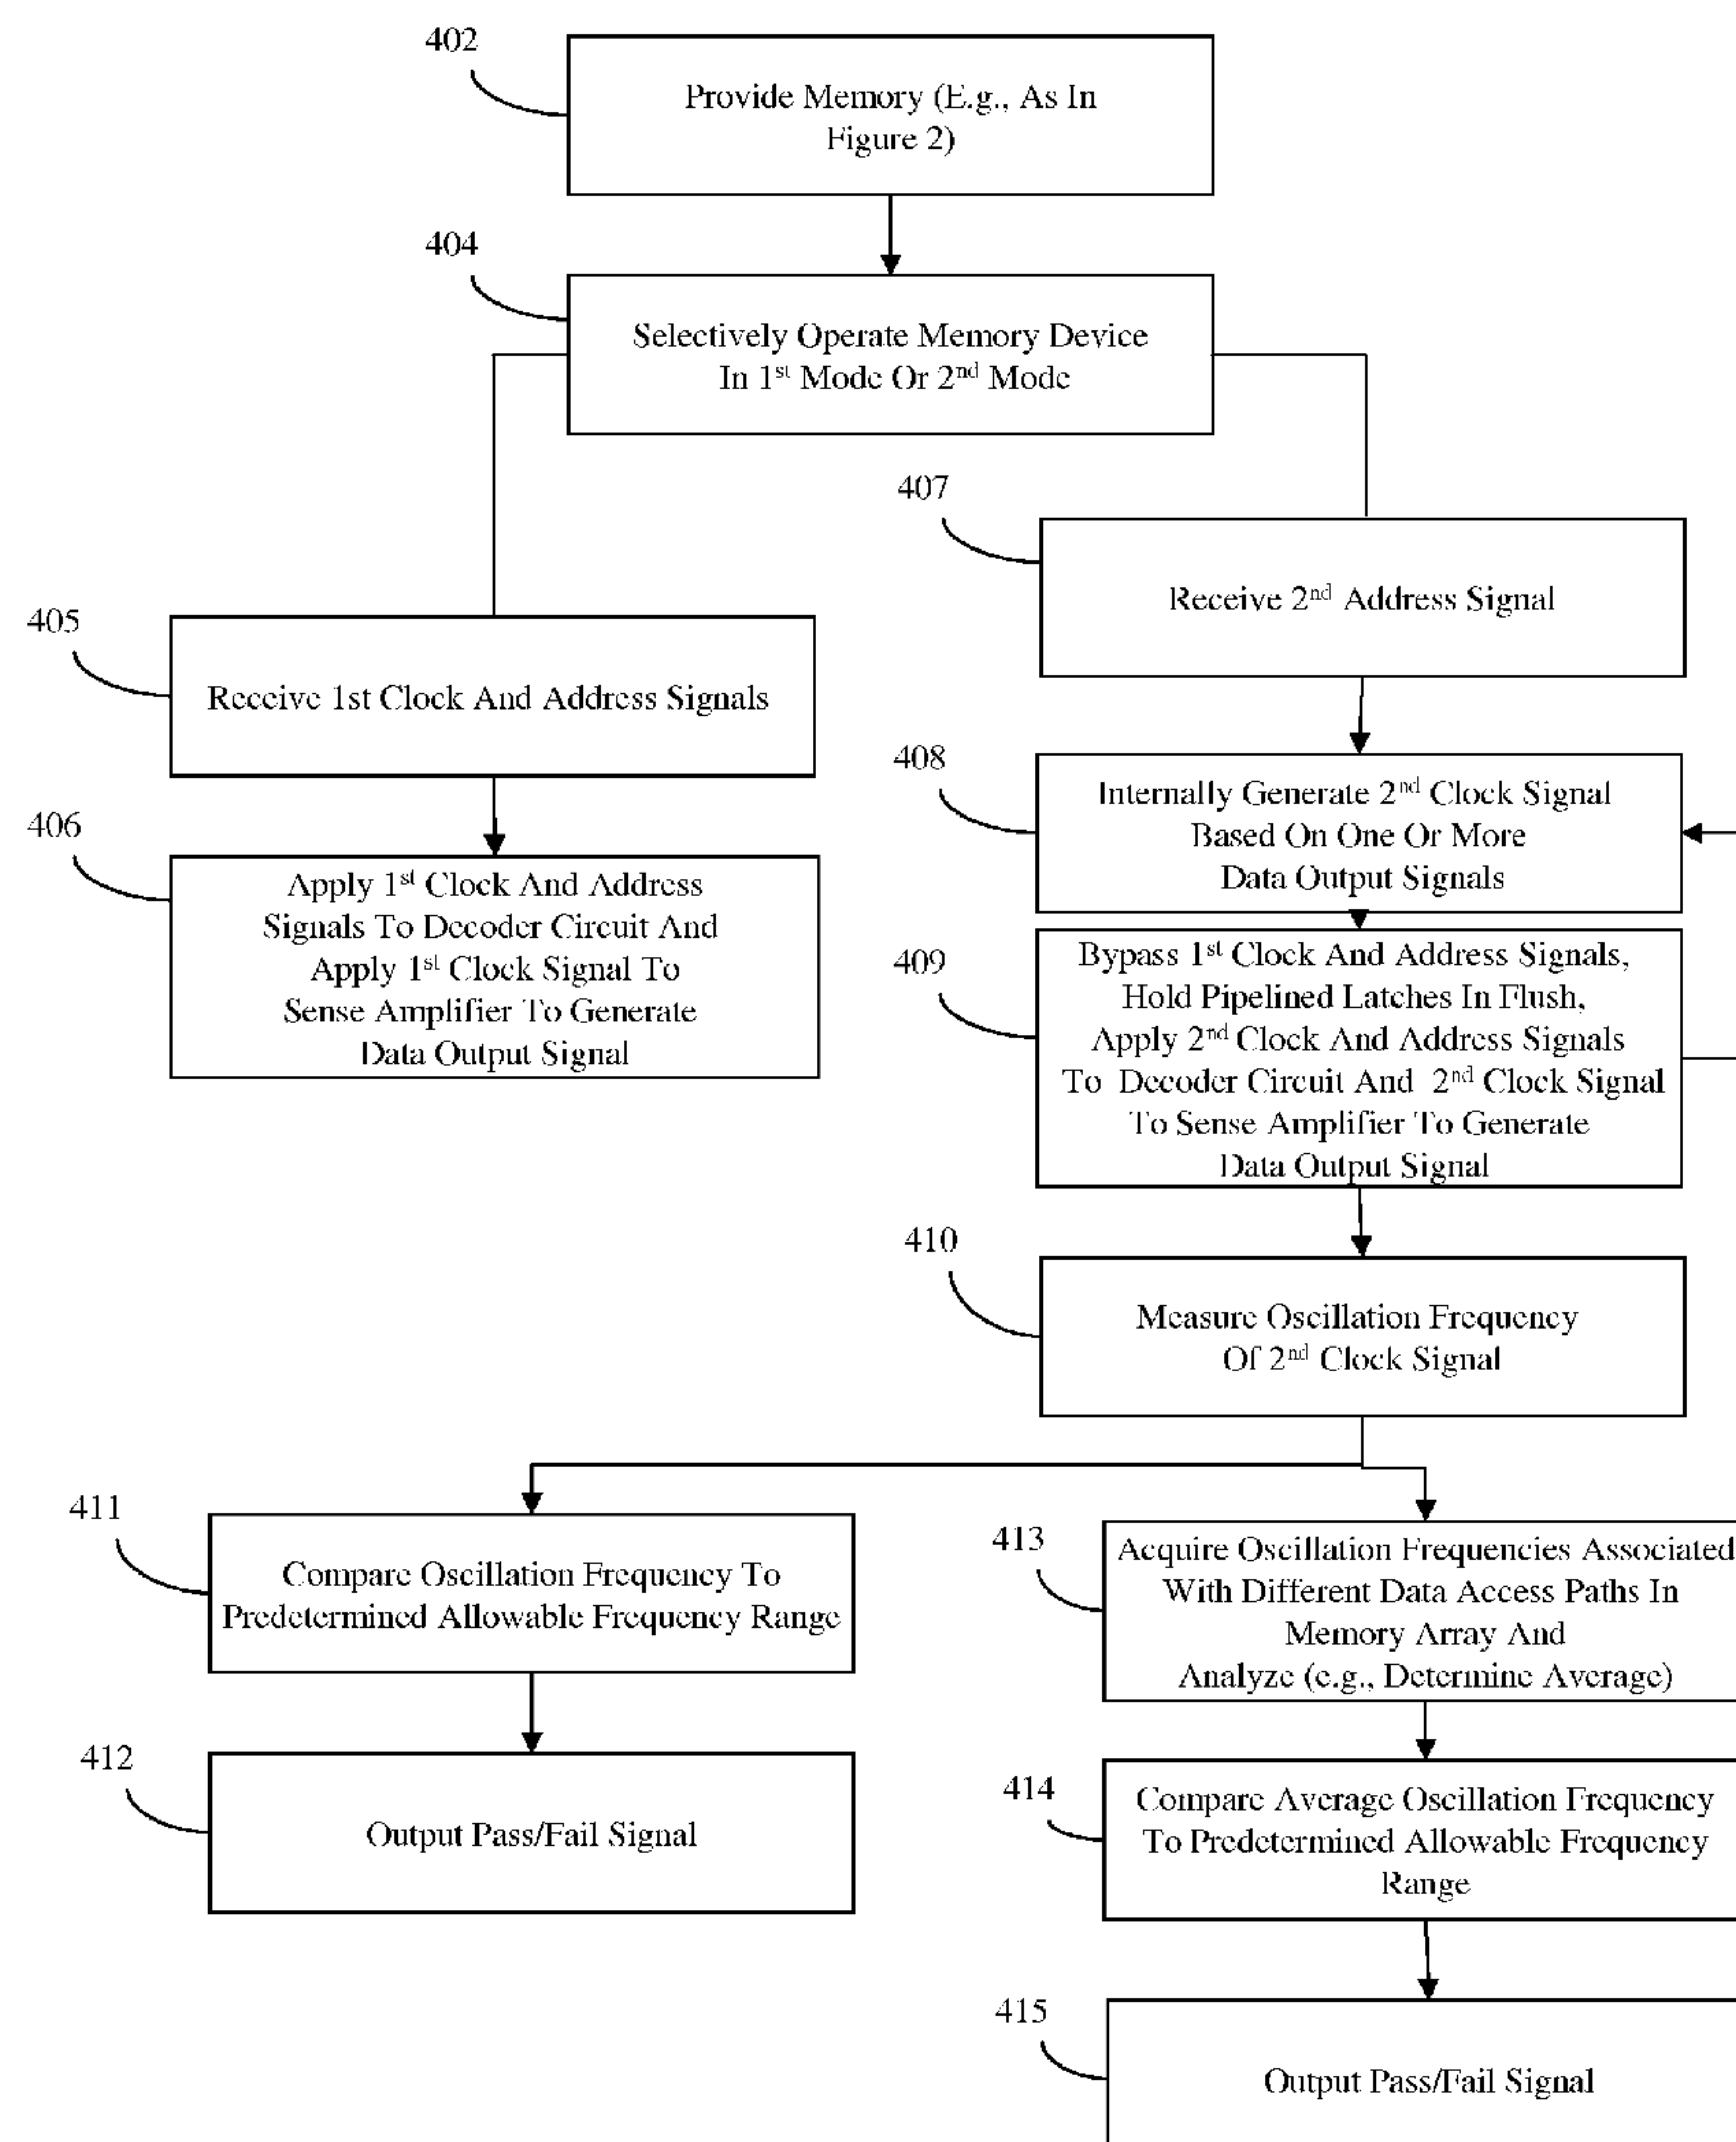 402
Provide Memory (E.g., As In
Figure 2)
404
Selectively Operate Memory Device
In 1st Mode Or 2nd Mode
407
Receive 2nd Address Signal
405
Receive 1st Clock And Address Signals
408
Internally Generate 2nd Clock Signal
Based On One Or More
Data Output Signals
406
Apply 1st Clock And Address
Signals To Decoder Circuit And
Apply 1st Clock Signal To
Sense Amplifier To Generate
Data Output Signal
409
Bypass 1st Clock And Address Signals,
Hold Pipelined Latches In Flush,
Apply 2nd Clock And Address Signals
To Decoder Circuit And 2nd Clock Signal
To Sense Amplifier To Generate
Data Output Signal
410
Measure Oscillation Frequency
Of 2nd Clock Signal
411
Compare Oscillation Frequency To
Predetermined Allowable Frequency Range
413
Acquire Oscillation Frequencies Associated
With Different Data Access Paths In
Memory Array And
Analyze (e.g., Determine Average)
412
Output Pass/Fail Signal
414
Compare Average Oscillation Frequency
To Predetermined Allowable Frequency
Range
415
Output Pass/Fail Signal